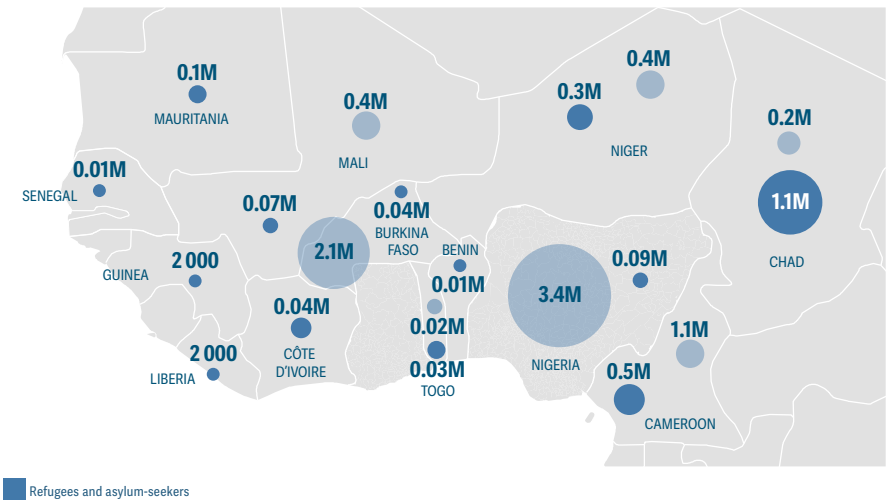 0.1M
MAURITANIA
0.4M
MALI
0.3M
0.4M
NIGER
0.2M
1.1M
CHAD
0.01M
SENEGAL
0.07M
2.1M
0.04M
BURKINA
FASO
BENIN
0.01M
0.02M
0.03M
TOGO
2 000
GUINEA
0.04M
CÔTE
D'IVOIRE
2 000
LIBERIA
3.4M
NIGERIA
0.09M
1.1M
0.5M
CAMEROON
Refugees and asylum-seekers